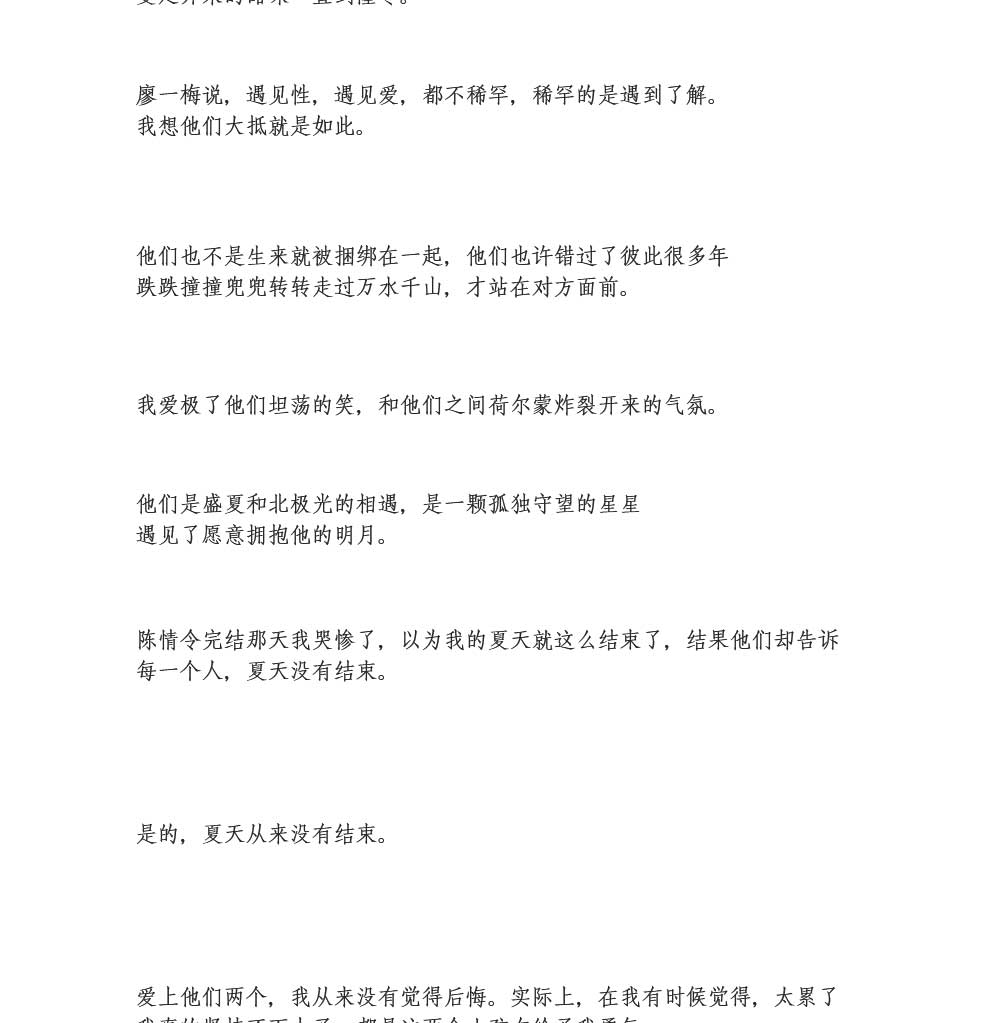 廖一梅说，遇见性，遇见爱，都不稀罕，稀罕的是遇到了解。
我想他们大抵就是如此。
他们也不是生来就被捆绑在一起，他们也许错过了彼此很多年
跌跌撞撞兜兜转转走过万水千山，才站在对方面前。
我爱极了他们坦荡的笑，和他们之间荷尔蒙炸裂开来的气氛。
他们是盛夏和北极光的相遇，是一颗孤独守望的星星
遇见了愿意拥抱他的明月。
陈情令完结那天我哭惨了，以为我的夏天就这么结束了，结果他们却告诉
每一个人，夏天没有结束。
是的，夏天从来没有结束。
爱上他们两个，我从来没有觉得后悔。实际上，在我有时候觉得，太累了